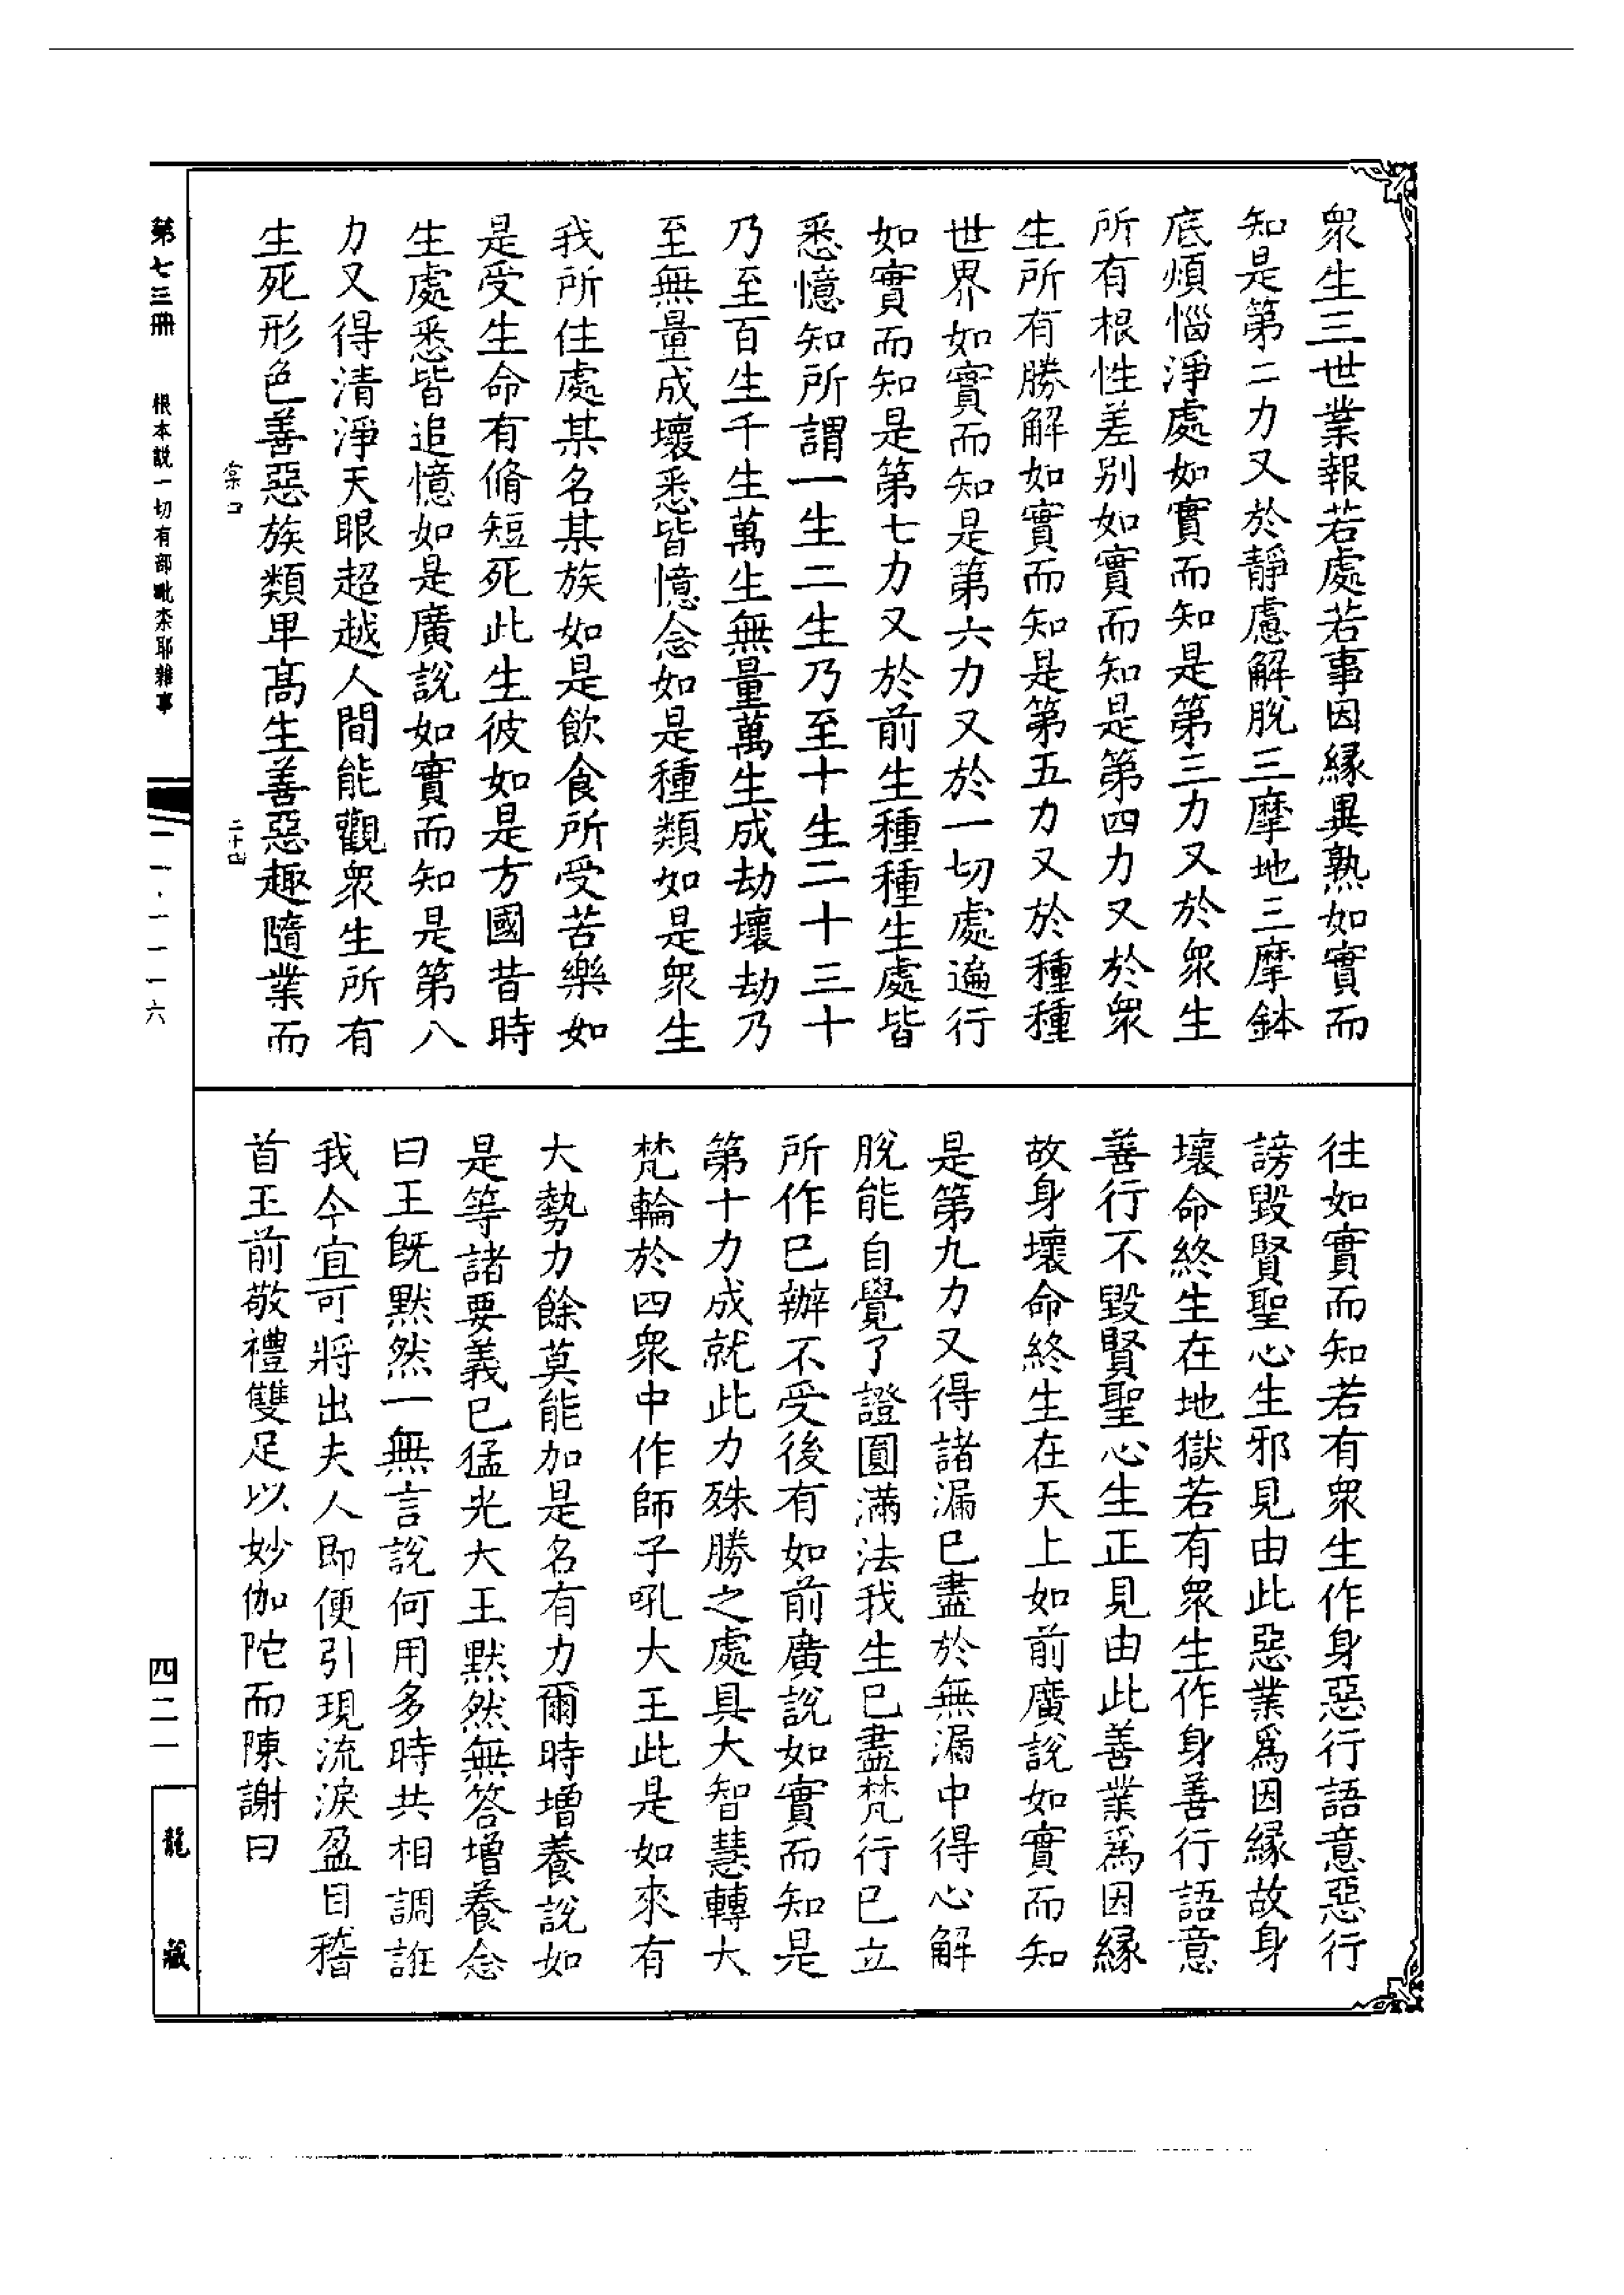 衆生三世業報若處若事因緣異熟如實而
知是第二力又於靜慮解脫三摩地三摩鉢
底煩惱淨處如實而知是第三力又於衆生
所有根性差别如實而知是第四力又於衆
生所有勝解如實而知是第五力又於種種
世界如實而知是第六力又於一切處遍行
如實而知是第七力又於前生種種生處皆
悉憶知所謂一生二生乃至十生二十三十
乃至百生千生萬生無量萬生成劫壞劫乃
至無量成壞悉皆憶念如是種類如是衆生
我所住處某名某族如是飲食所受苦樂如
是受生命有脩短死此生彼如是方國昔時
生處悉皆追憶如是廣說如實而知是第八
力又得清淨天眼超越人間能觀衆生所有
生死形色善惡族類卑髙生善惡趣隨業而
棠口 二十四
往如實而知若有衆生作身惡行語意惡行
謗毀賢聖心生邪見由此惡業爲因緣故身
壞命終生在地獄若有衆生作身善行語意
善行不毀賢聖心生正見由此善業爲因緣
故身壞命終生在天上如前廣說如實而知
是第九力又得諸漏已盡於無漏中得心解
脫能自覺了證圓滿法我生已盡梵行已立
所作已辦不受後有如前廣說如實而知是
第十力成就此力殊勝之處具大智慧轉大
梵輪於四衆中作師子吼大王此是如來有
大勢力餘莫能加是名有力爾時增養說如
是等諸要義已猛光大王黙然無答增養念
曰王旣黙然一無言說何用多時共相調誑
我今宜可將出夫人即便引現流淚盈目稽
首王前敬禮雙足以妙伽陀而陳謝曰
第七三冊 根本説一切有部毗柰耶雜事
二一·一一一六
四二一
龍藏